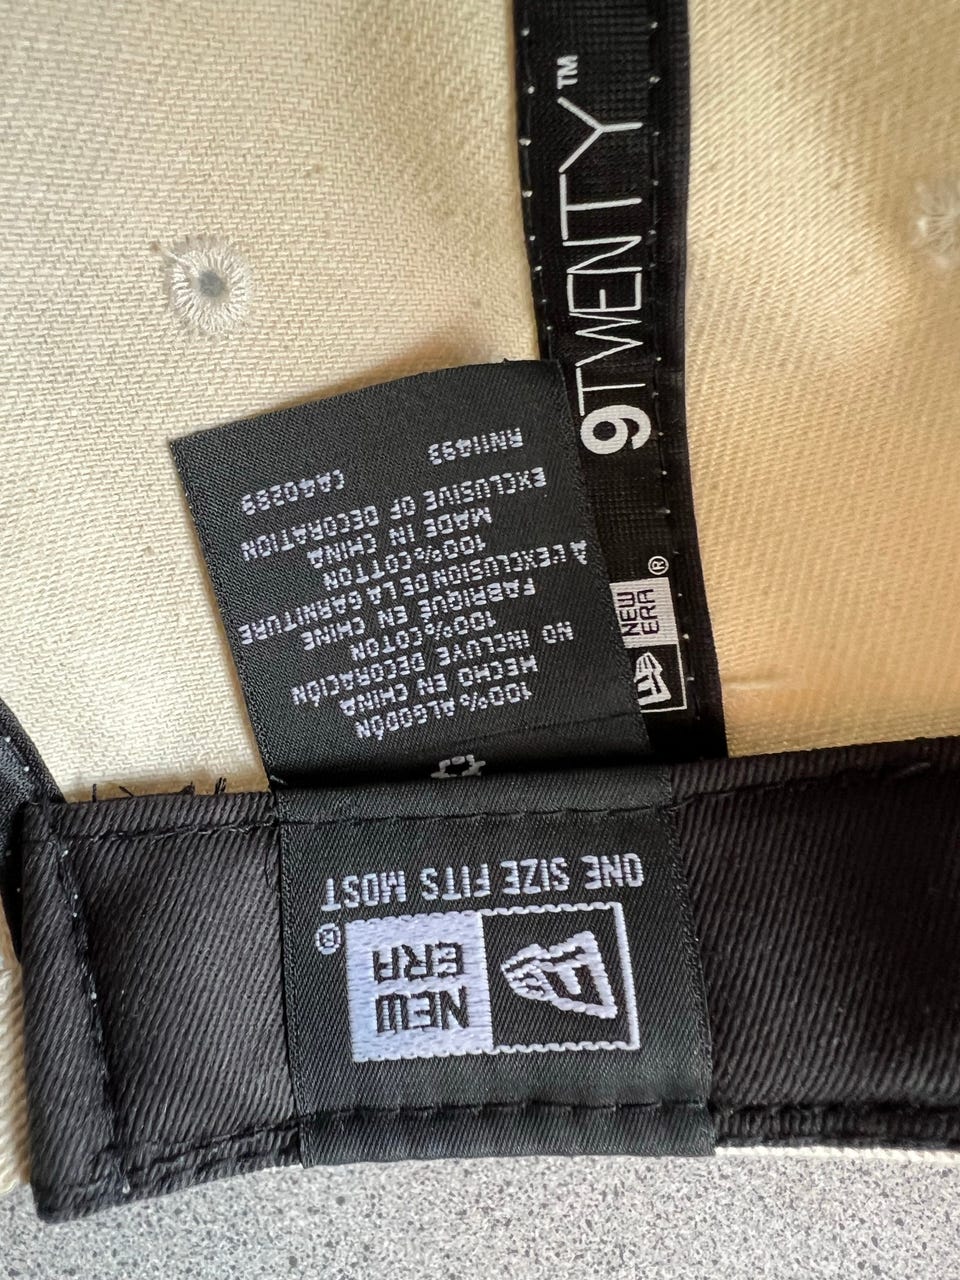 9TWENTY™
NEW
ERA®
NEW
ERA®
ONE SIZE FITS MOST
100% ALGODÓN
HECHO EN CHINA
NO INCLUYE DECORACIÓN
100% COTON
FABRIQUÉ EN CHINE
À L'EXCLUSION DE LA GARNITURE
100% COTTON
MADE IN CHINA
EXCLUSIVE OF DECORATION
RN11493 CA40289